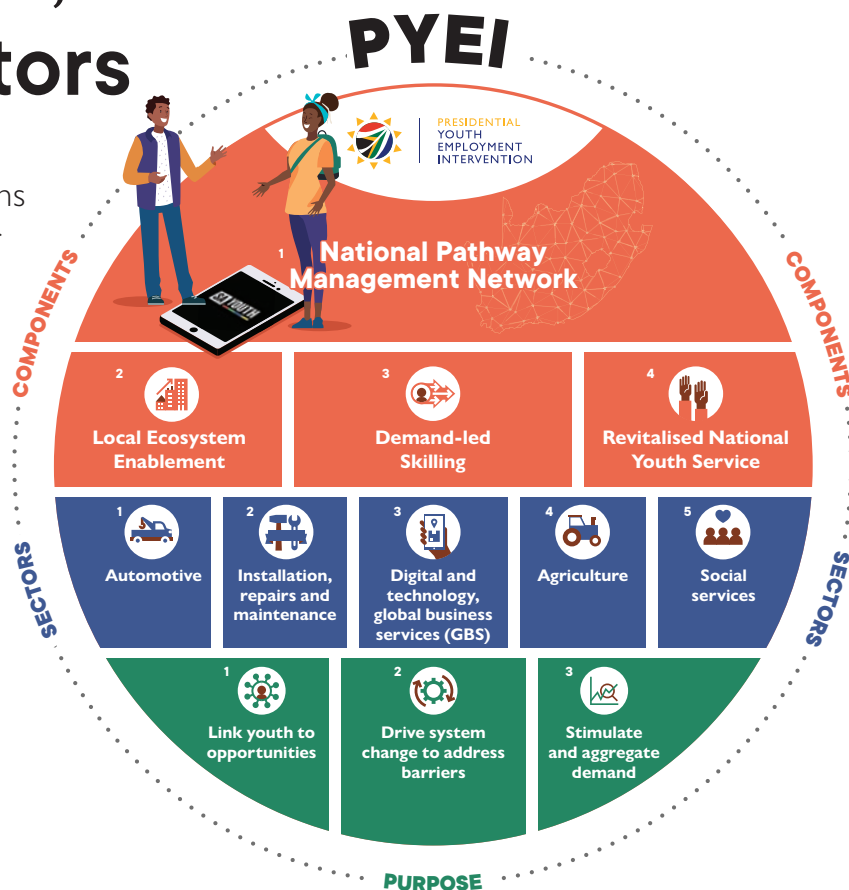 tors
PYEI
PRESIDENTIAL
YOUTH
EMPLOYMENT
INTERVENTION
COMPONENTS
COMPONENTS
1 National Pathway
Management Network
YOUTH
2
Local Ecosystem
Enablement
3
Demand-led
Skilling
4
Revitalised National
Youth Service
SECTORS
SECTORS
1
Automotive
2
Installation,
repairs and
maintenance
3
Digital and
technology,
global business
services (GBS)
4
Agriculture
5
Social
services
1
Link youth to
opportunities
2
Drive system
change to address
barriers
3
Stimulate
and aggregate
demand
PURPOSE